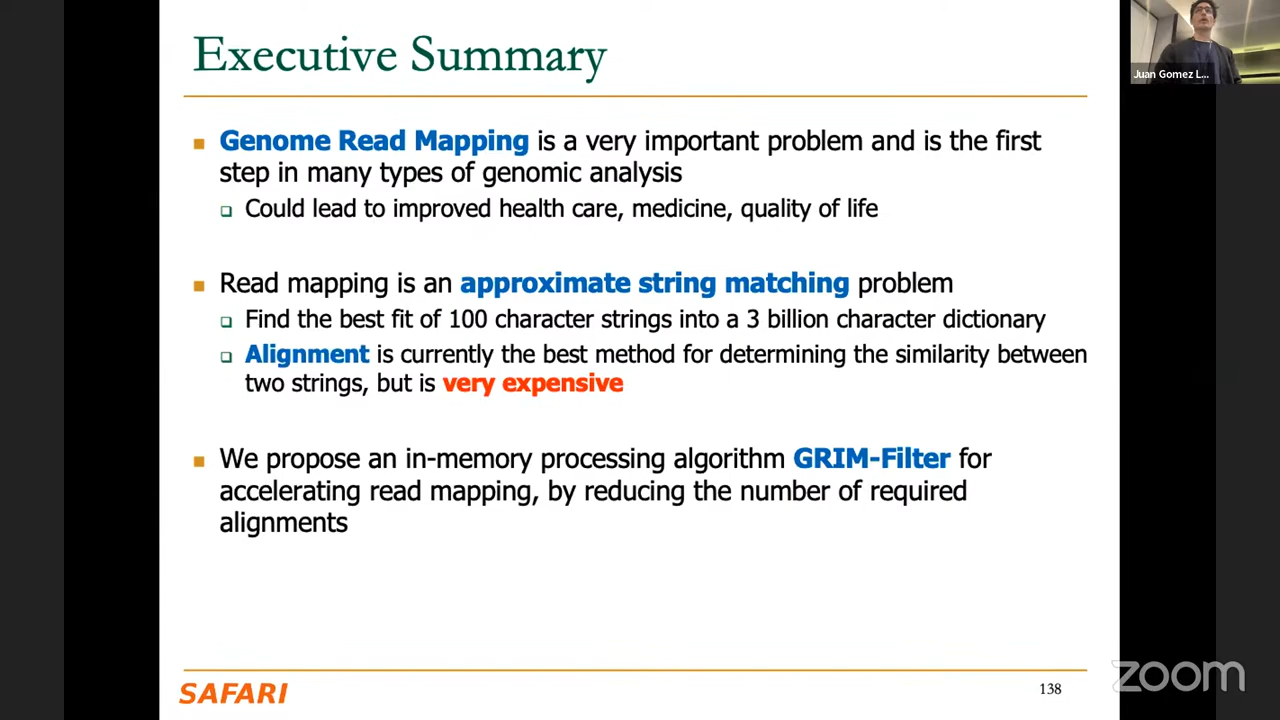 Executive Summary
Juan Gomez L...
Genome Read Mapping is a very important problem and is the first
step in many types of genomic analysis
Could lead to improved health care, medicine, quality of life
Read mapping is an approximate string matching problem
Find the best fit of 100 character strings into a 3 billion character dictionary
Alignment is currently the best method for determining the similarity between
two strings, but is very expensive
We propose an in-memory processing algorithm GRIM-Filter for
accelerating read mapping, by reducing the number of required
alignments
SAFARI
138
zoom